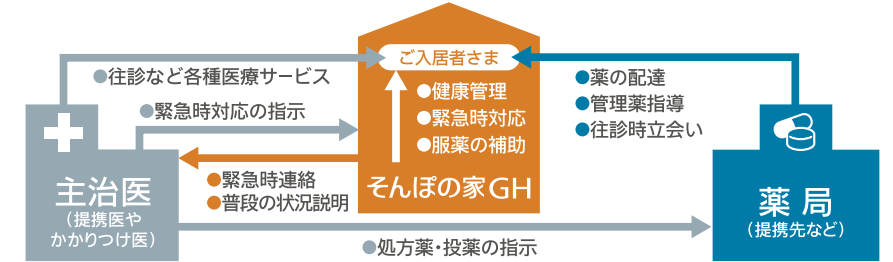 ご入居者さま
●往診など各種医療サービス
●健康管理
●緊急時対応
●服薬の補助
●薬の配達
●管理薬指導
●往診時立会い
●緊急時対応の指示
●緊急時連絡
●普段の状況説明
そんぽの家GH
主治医
(提携医や
かかりつけ医)
薬局
(提携先など)
●処方薬・投薬の指示